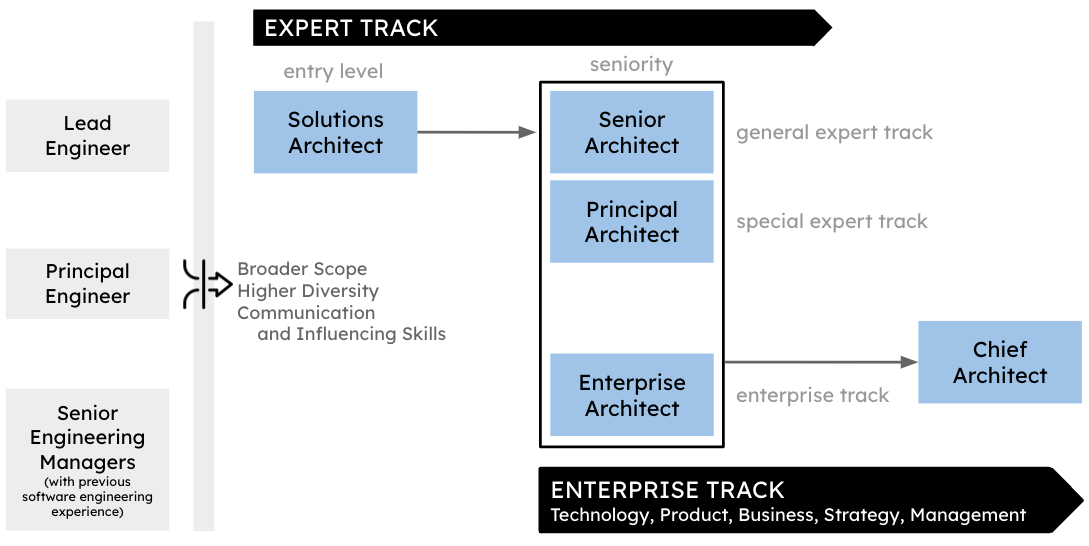 EXPERT TRACK
entry level
seniority
Lead
Engineer
Solutions
Architect
Senior
Architect
general expert track
Principal
Architect
special expert track
Principal
Engineer
Broader Scope
Higher Diversity
Communication
and Influencing Skills
Enterprise
Architect
enterprise track
Chief
Architect
Senior
Engineering
Managers
(with previous
software engineering
experience)
ENTERPRISE TRACK
Technology, Product, Business, Strategy, Management